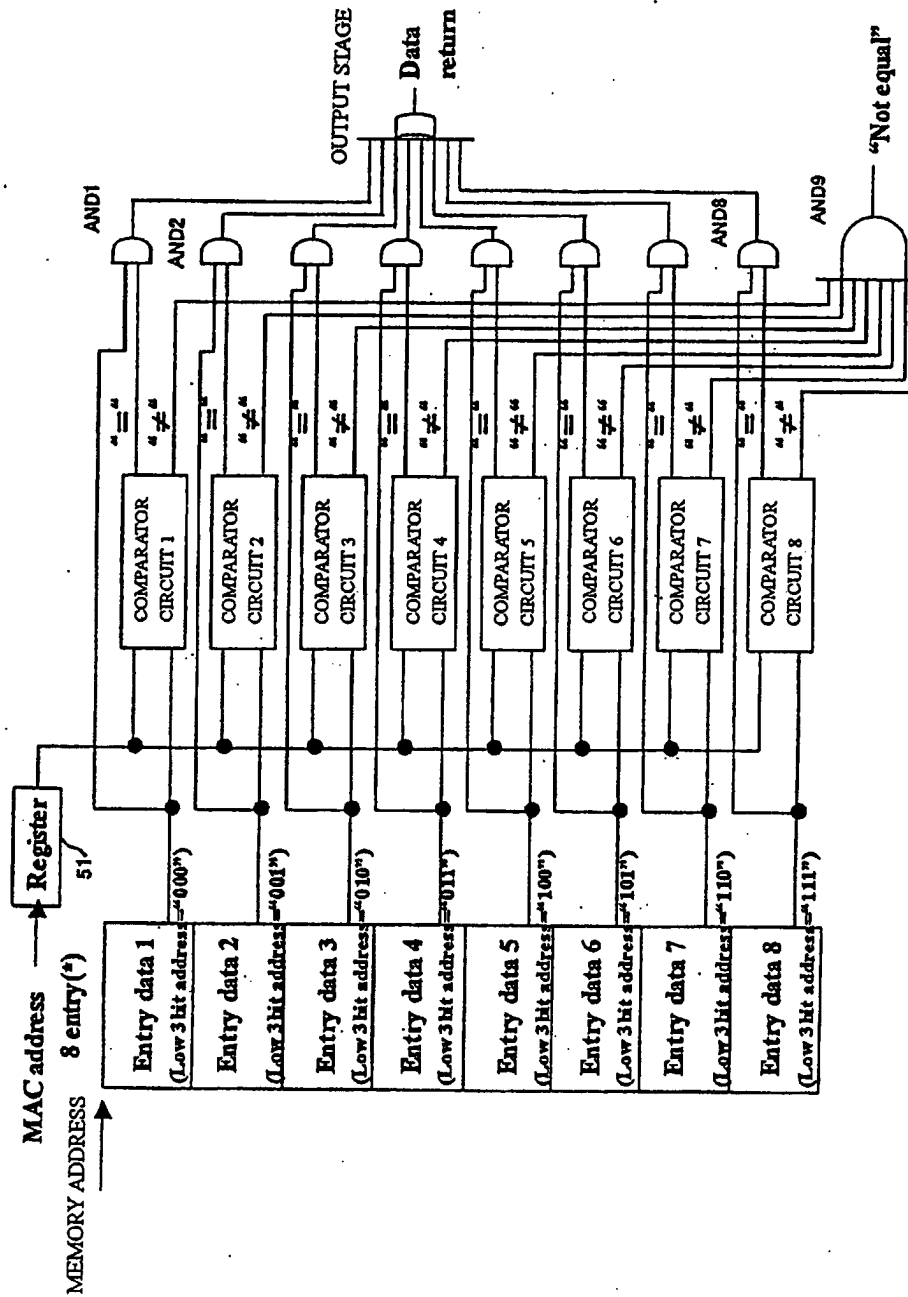 MAC address
Register
51
8 entry(*)
MEMORY ADDRESS
Entry data 1
(Low 3 bit address="000")
Entry data 2
(Low 3 bit address="001")
Entry data 3
(Low 3 bit address="010")
Entry data 4
(Low 3 bit address="011")
Entry data 5
(Low 3 bit address="100")
Entry data 6
(Low 3 bit address="101")
Entry data 7
(Low 3 bit address="110")
Entry data 8
(Low 3 bit address="111")
COMPARATOR
CIRCUIT 1
COMPARATOR
CIRCUIT 2
COMPARATOR
CIRCUIT 3
COMPARATOR
CIRCUIT 4
COMPARATOR
CIRCUIT 5
COMPARATOR
CIRCUIT 6
COMPARATOR
CIRCUIT 7
COMPARATOR
CIRCUIT 8
“=“
“≠“
“=“
“≠“
“=“
“≠“
“=“
“≠“
“=“
“≠“
“=“
“≠“
“=“
“≠“
“=“
“≠“
AND1
AND2
AND8
AND9
OUTPUT STAGE
Data
return
“Not equal”